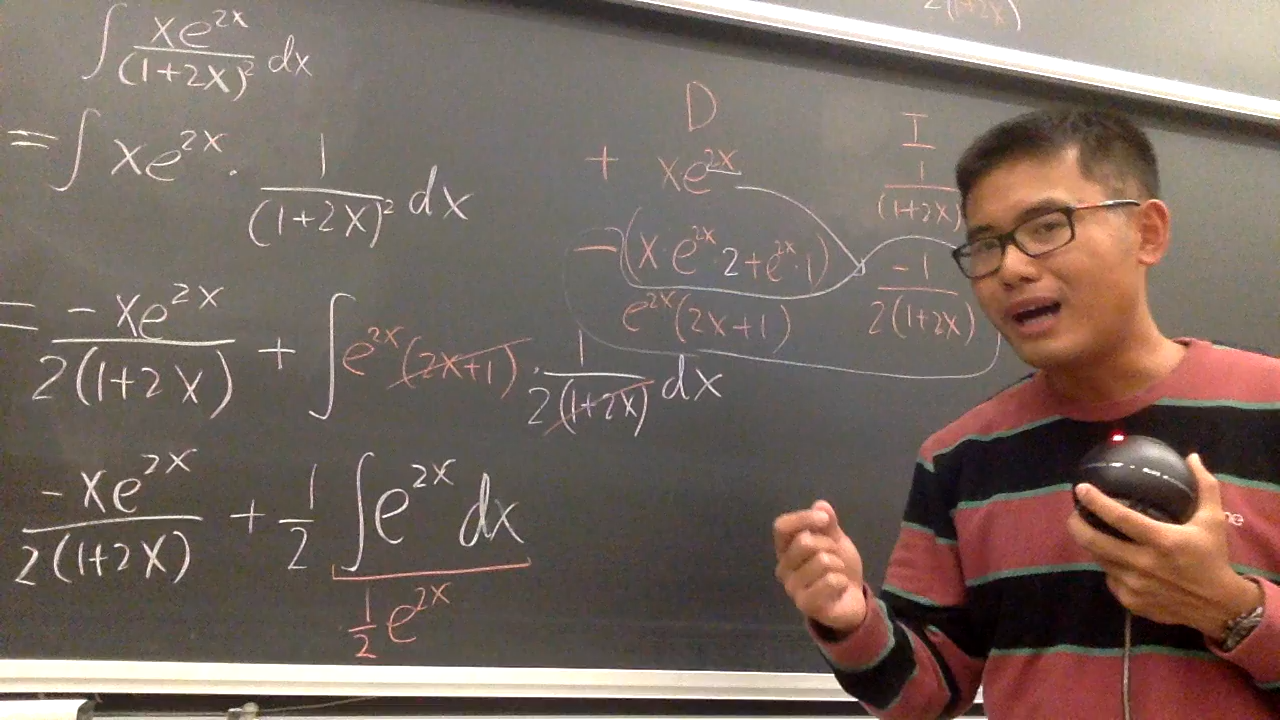 ∫ xe^{2x}/(1+2x)^2 dx
= ∫ xe^{2x} · 1/(1+2x)^2 dx
= -xe^{2x}/2(1+2x) + ∫ e^{2x}(2x+1) · 1/2(1+2x) dx
-xe^{2x}/2(1+2x) + 1/2 ∫ e^{2x} dx
1/2 e^{2x}
D I
+ xe^{2x} 1/(1+2x)
- (x·e^{2x}·2+e^{2x}·1) -1/2(1+2x)
e^{2x}(2x+1)